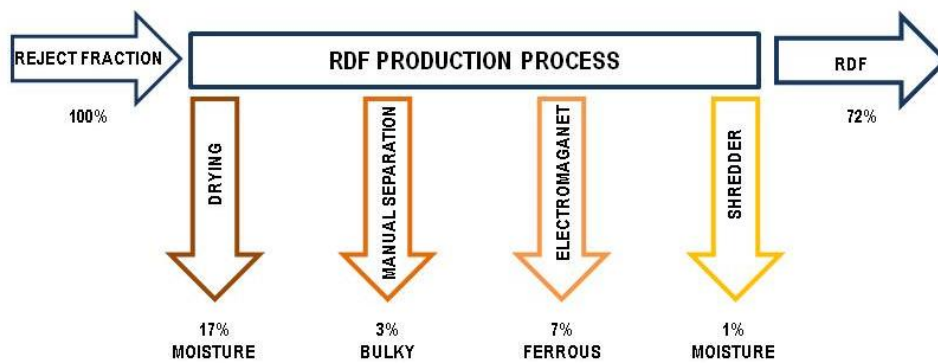 REJECT FRACTION
RDF PRODUCTION PROCESS
RDF
100%
72%
DRYING
MANUAL SEPARATION
ELECTROMAGANET
SHREDDER
17%
MOISTURE
3%
BULKY
7%
FERROUS
1%
MOISTURE